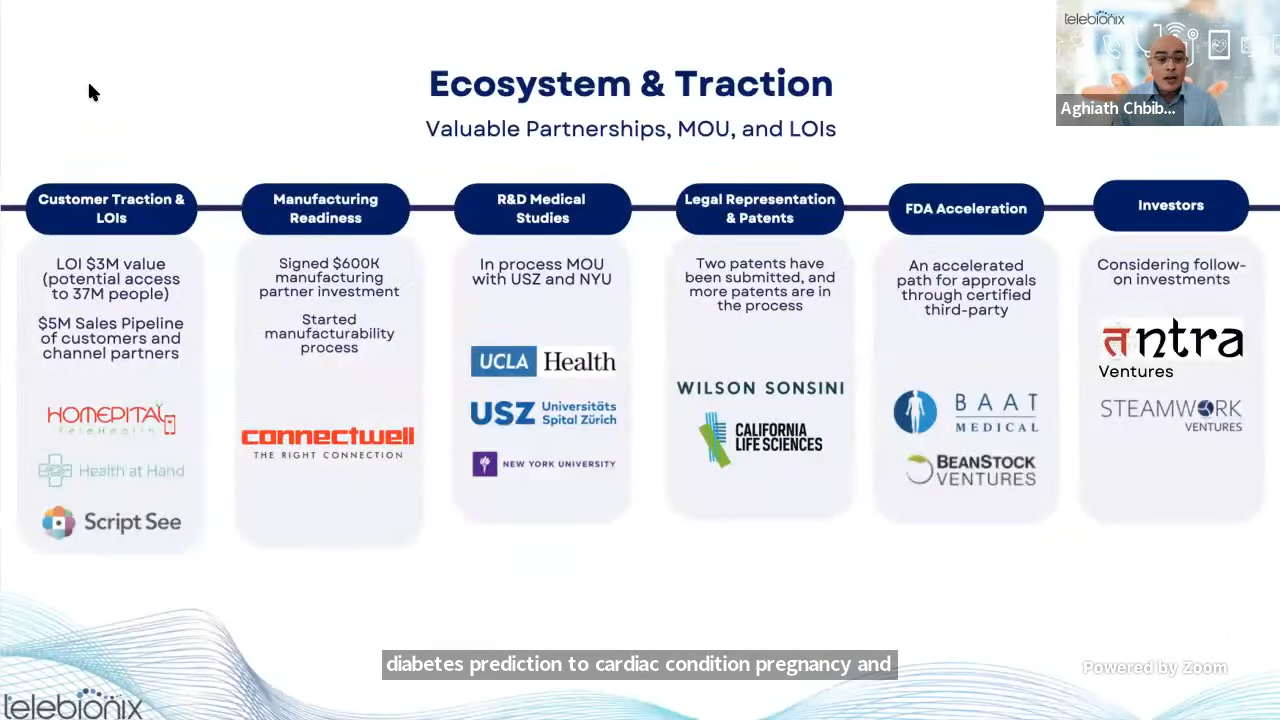 telebionix
Aghiath Chbib...
Ecosystem & Traction
Valuable Partnerships, MOU, and LOIs
Customer Traction &
LOIs
LOI $3M value
(potential access
to 37M people)
$5M Sales Pipeline
of customers and
channel partners
HOMEPITAL
TeleHealth
Health at Hand
Script See
Manufacturing
Readiness
Signed $600K
manufacturing
partner investment
Started
manufacturability
process
connectwell
THE RIGHT CONNECTION
R&D Medical
Studies
In process MOU
with USZ and NYU
UCLA Health
USZ Universitäts
Spital Zürich
NEW YORK UNIVERSITY
Legal Representation
& Patents
Two patents have
been submitted, and
more patents are in
the process
WILSON SONSINI
CALIFORNIA
LIFE SCIENCES
FDA Acceleration
An accelerated
path for approvals
through certified
third-party
BAAT
MEDICAL
BEANSTOCK
VENTURES
Investors
Considering follow-
on investments
तntra
Ventures
STEAMWORK
VENTURES
diabetes prediction to cardiac condition pregnancy and
Powered by Zoom
telebionix